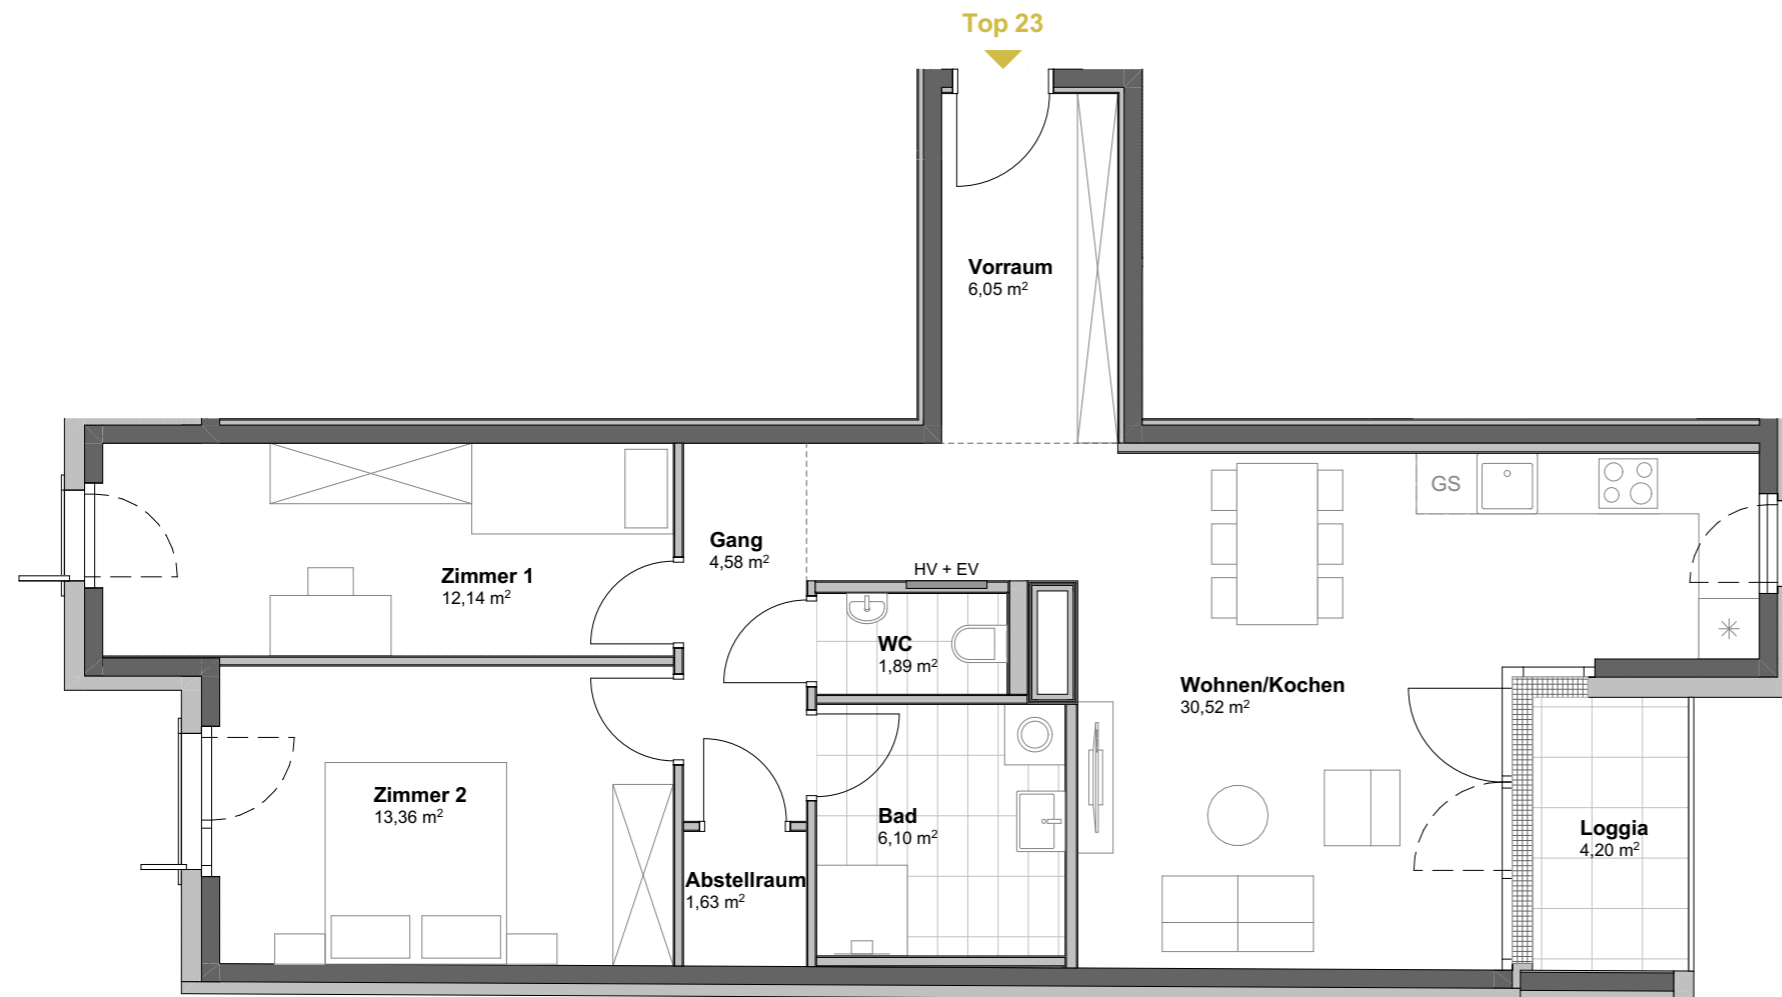 Top 23
Vorraum
6,05 m²
GS
Gang
4,58 m²
HV + EV
Zimmer 1
12,14 m²
WC
1,89 m²
Wohnen/Kochen
30,52 m²
Zimmer 2
13,36 m²
Bad
6,10 m²
Loggia
4,20 m²
Abstellraum
1,63 m²